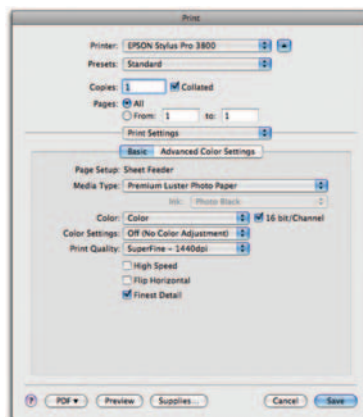 Print
Printer: EPSON Stylus Pro 3800
Presets: Standard
Copies: 1 Collated
Pages: All
From: 1 to: 1
Print Settings
Basic Advanced Color Settings
Page Setup: Sheet Feeder
Media Type: Premium Luster Photo Paper
Ink: Photo Black
Color: Color 16 bit/Channel
Color Settings: Off (No Color Adjustment)
Print Quality: SuperFine - 1440dpi
High Speed
Flip Horizontal
Finest Detail
? PDF ▾ Preview Supplies... Cancel Save